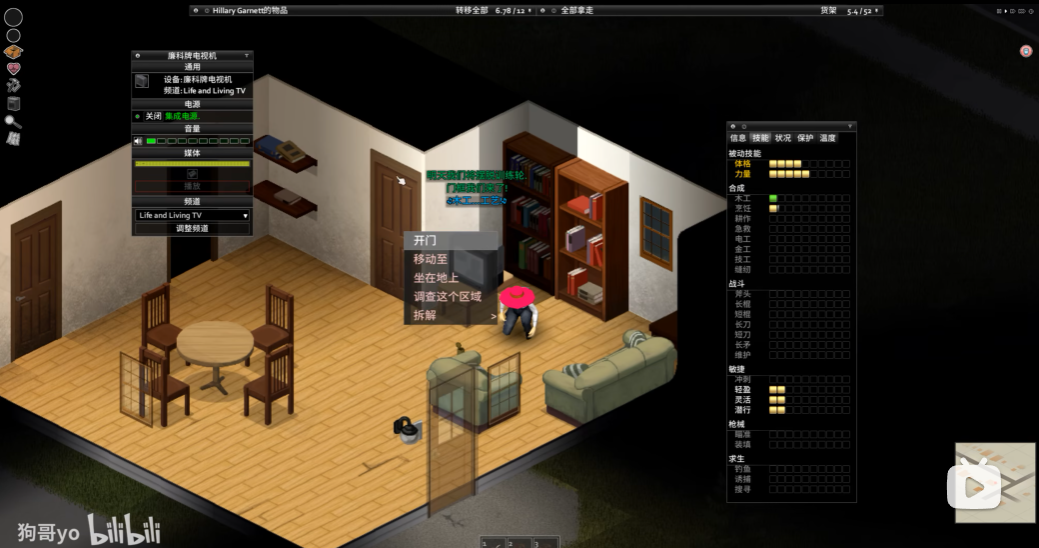 Hillary Garnett的物品
转移全部 6.78 / 12
全部拿走
货架 5.4 / 52
廉科牌电视机
通用
设备:廉科牌电视机
频道:Life and Living TV
电源
关闭 集成电源.
音量
媒体
播放
频道
Life and Living TV
调整频道
开门
移动至
坐在地上
调查这个区域
拆解 >
信息 技能 状况 保护 温度
被动技能
体格
力量
合成
木工
烹饪
耕作
急救
电工
金工
技工
缝纫
战斗
斧头
长棍
短棍
长刀
短刀
长矛
维护
敏捷
冲刺
轻盈
灵活
潜行
枪械
瞄准
装填
求生
钓鱼
诱捕
搜寻
狗哥yo bilibili
1 2 3